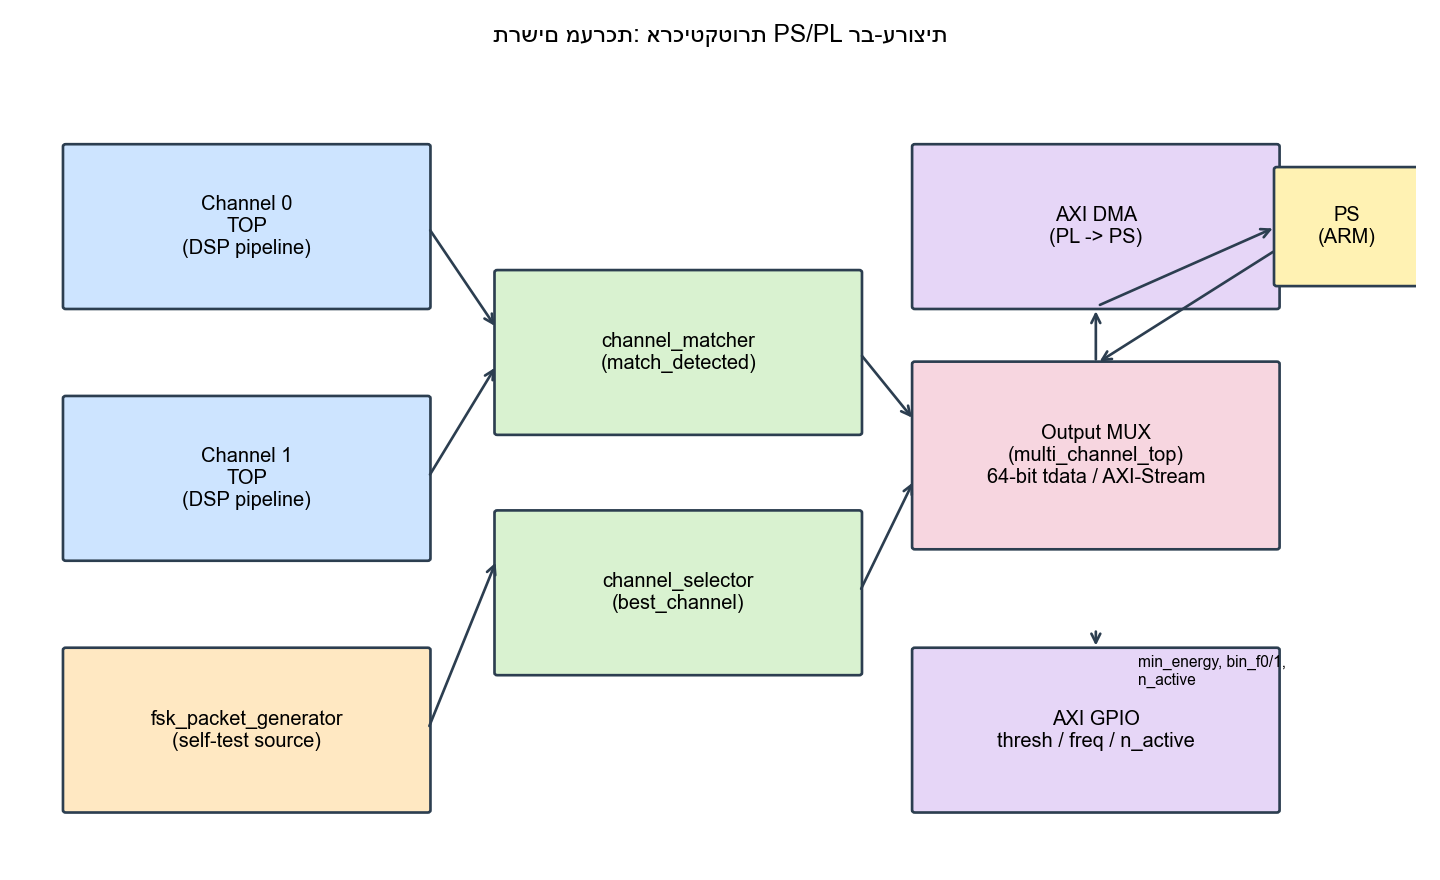 תרשים מערכת: ארכיטקטורת PS/PL רב-ערוצית
Channel 0
TOP
(DSP pipeline)
AXI DMA
(PL -> PS)
PS
(ARM)
channel_matcher
(match_detected)
Channel 1
TOP
(DSP pipeline)
Output MUX
(multi_channel_top)
64-bit tdata / AXI-Stream
channel_selector
(best_channel)
fsk_packet_generator
(self-test source)
min_energy, bin_f0/1,
n_active
AXI GPIO
thresh / freq / n_active